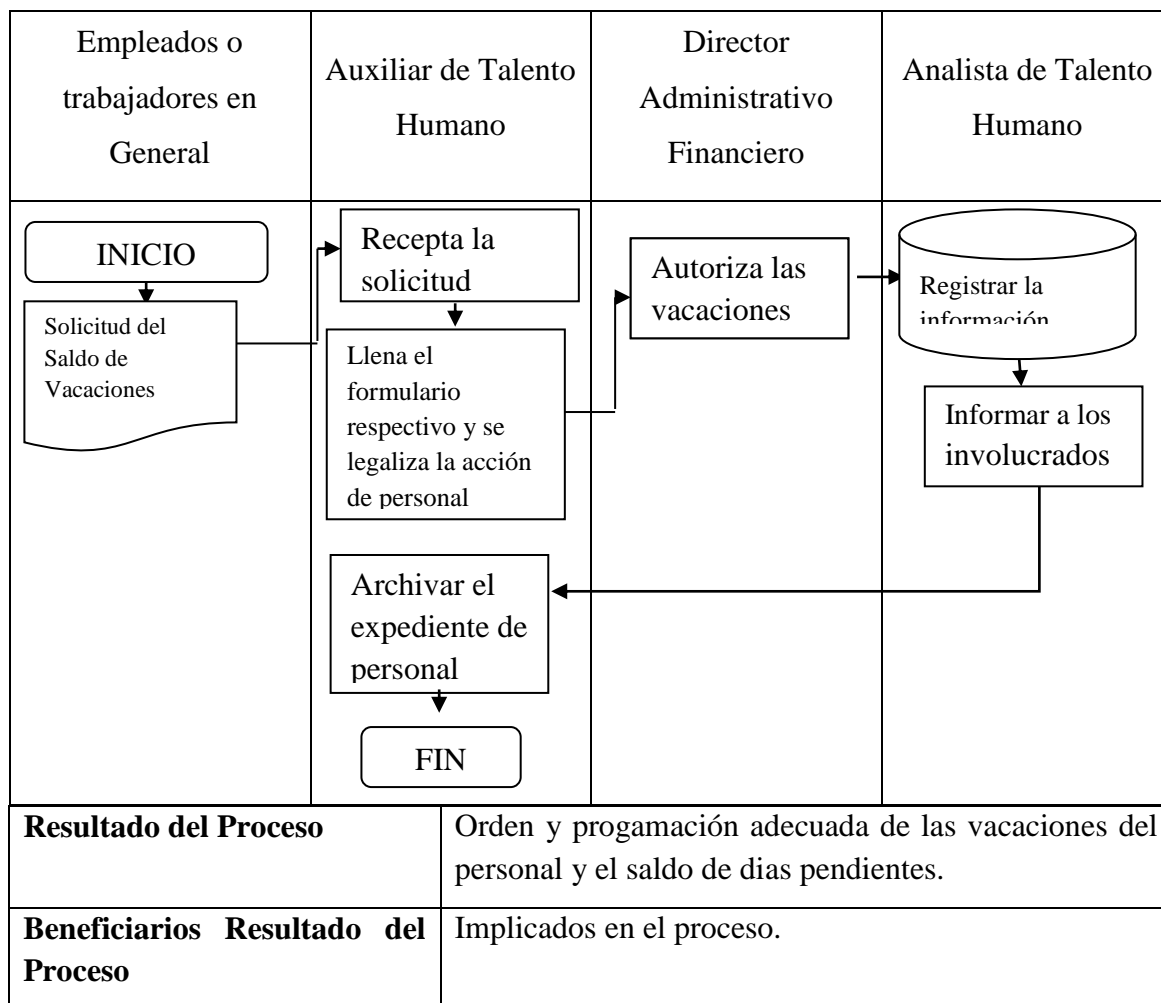 Empleados o
trabajadores en
General
Auxiliar de Talento
Humano
Director
Administrativo
Financiero
Analista de Talento
Humano
INICIO
Solicitud del
Saldo de
Vacaciones
Recepta la
solicitud
Llena el
formulario
respectivo y se
legaliza la acción
de personal
Autoriza las
vacaciones
Registrar la
información
Informar a los
involucrados
Archivar el
expediente de
personal
FIN
Resultado del Proceso
Orden y progamación adecuada de las vacaciones del
personal y el saldo de dias pendientes.
Beneficiarios Resultado del
Proceso
Implicados en el proceso.